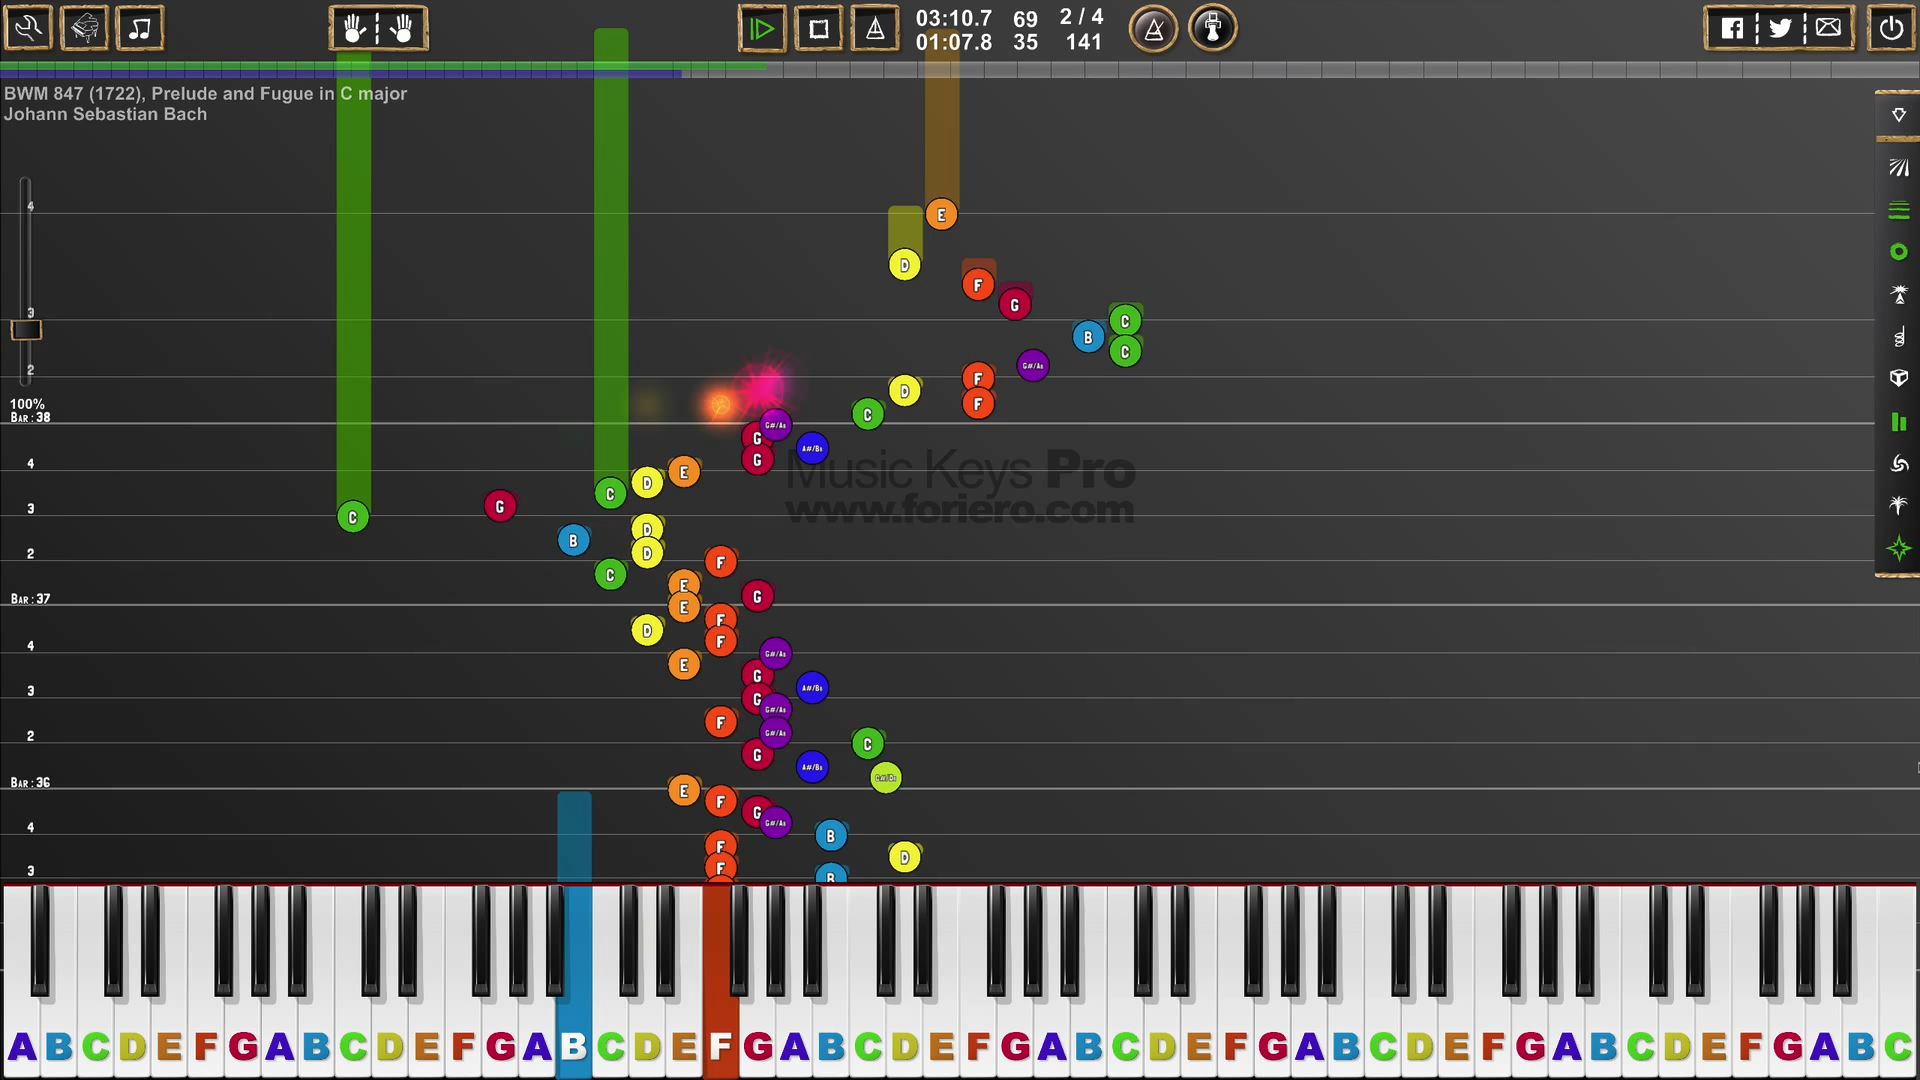 03:10.7 69 2 / 4
01:07.8 35 141
BWM 847 (1722), Prelude and Fugue in C major
Johann Sebastian Bach
4
E
D
F
G
3
C
B
C
2
G#/Ab
F
D
F
100%
C
Bar: 38
G#/Ab
G
A#/Bb
G
Music Keys Pro
4
E
D
C
www.foriero.com
3
G
C
D
B
2
D
F
C
E
G
Bar: 37
E
F
D
F
4
G#/Ab
E
G
3
A#/Bb
G
G#/Ab
F
G#/Ab
2
C
G
A#/Bb
C#/Db
Bar: 36
E
F
G
G#/Ab
4
B
F
D
3
F
B
A B C D E F G A B C D E F G A B C D E F G A B C D E F G A B C D E F G A B C D E F G A B C D E F G A B C